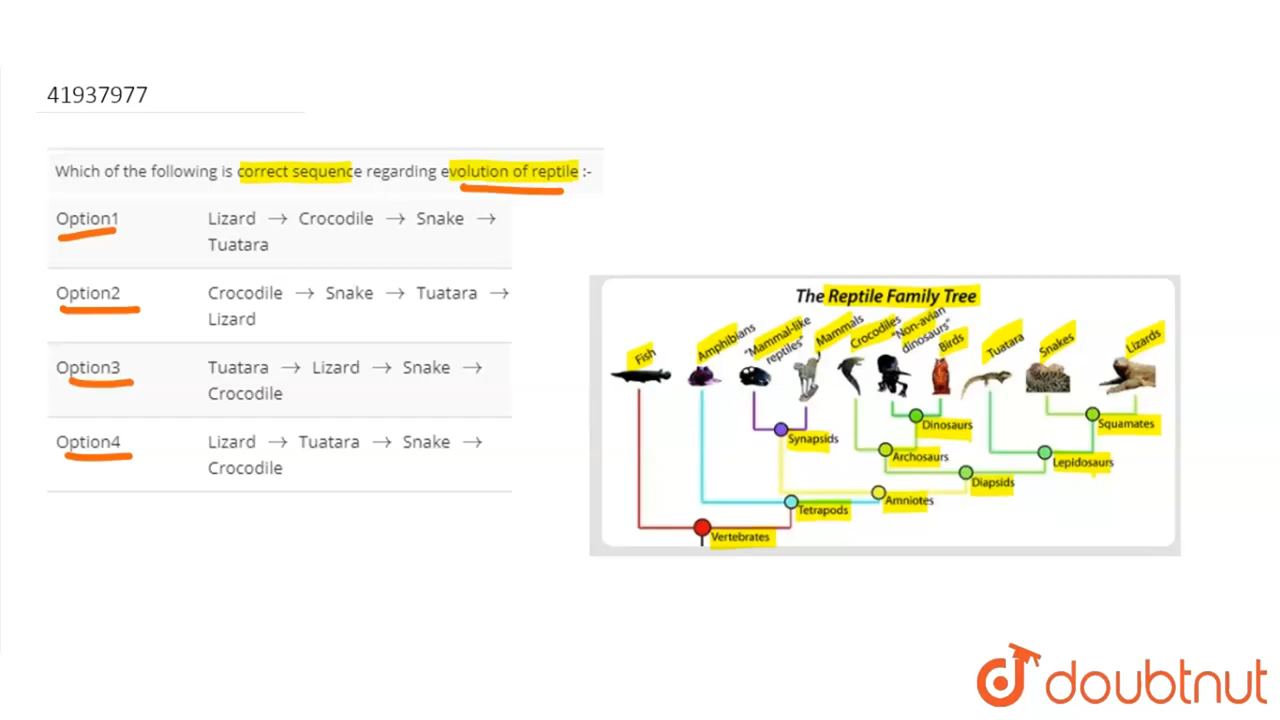 41937977
Which of the following is correct sequence regarding evolution of reptile :-
Option1 Lizard → Crocodile → Snake →
Tuatara
Option2 Crocodile → Snake → Tuatara →
Lizard
Option3 Tuatara → Lizard → Snake →
Crocodile
Option4 Lizard → Tuatara → Snake →
Crocodile
The Reptile Family Tree
Fish
Amphibians
"Mammal-like
reptiles"
Mammals
Crocodiles
"Non-avian
dinosaurs"
Birds
Tuatara
Snakes
Lizards
Squamates
Dinosaurs
Synapsids
Archosaurs
Lepidosaurs
Diapsids
Amniotes
Tetrapods
Vertebrates
doubtnut